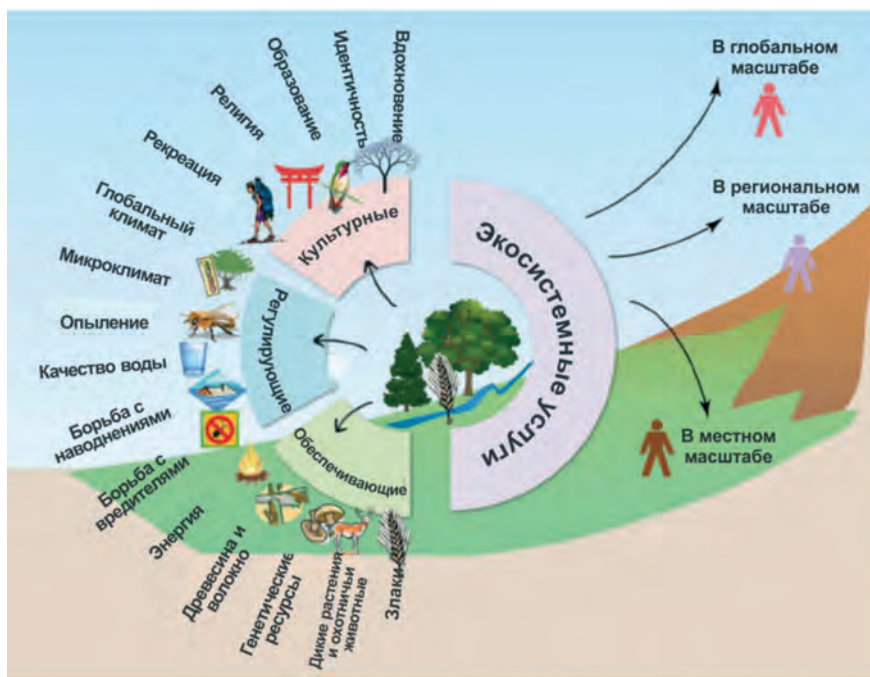 Вдохновение
Идентичность
Образование
Религия
Рекреация
Глобальный
климат
Микроклимат
Опыление
Качество воды
Борьба с
наводнениями
Борьба с
вредителями
Энергия
Древесина и
волокно
Генетические
ресурсы
Дикие растения
и охотничьи
животные
Злаки
Культурные
Регулирующие
Обеспечивающие
Экосистемные услуги
В глобальном
масштабе
В региональном
масштабе
В местном
масштабе